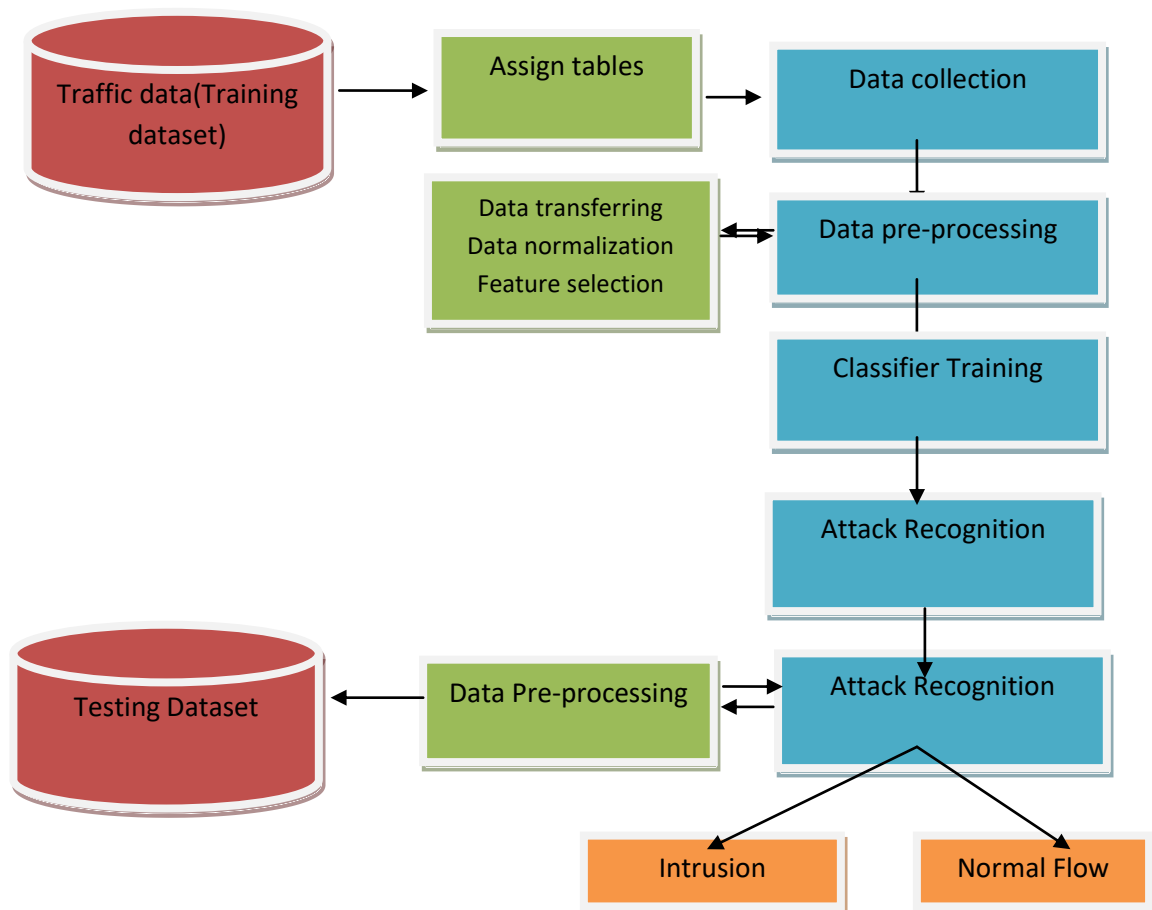 Traffic data(Training
dataset)
Assign tables
Data collection
Data transferring
Data normalization
Feature selection
Data pre-processing
Classifier Training
Attack Recognition
Testing Dataset
Data Pre-processing
Attack Recognition
Intrusion
Normal Flow